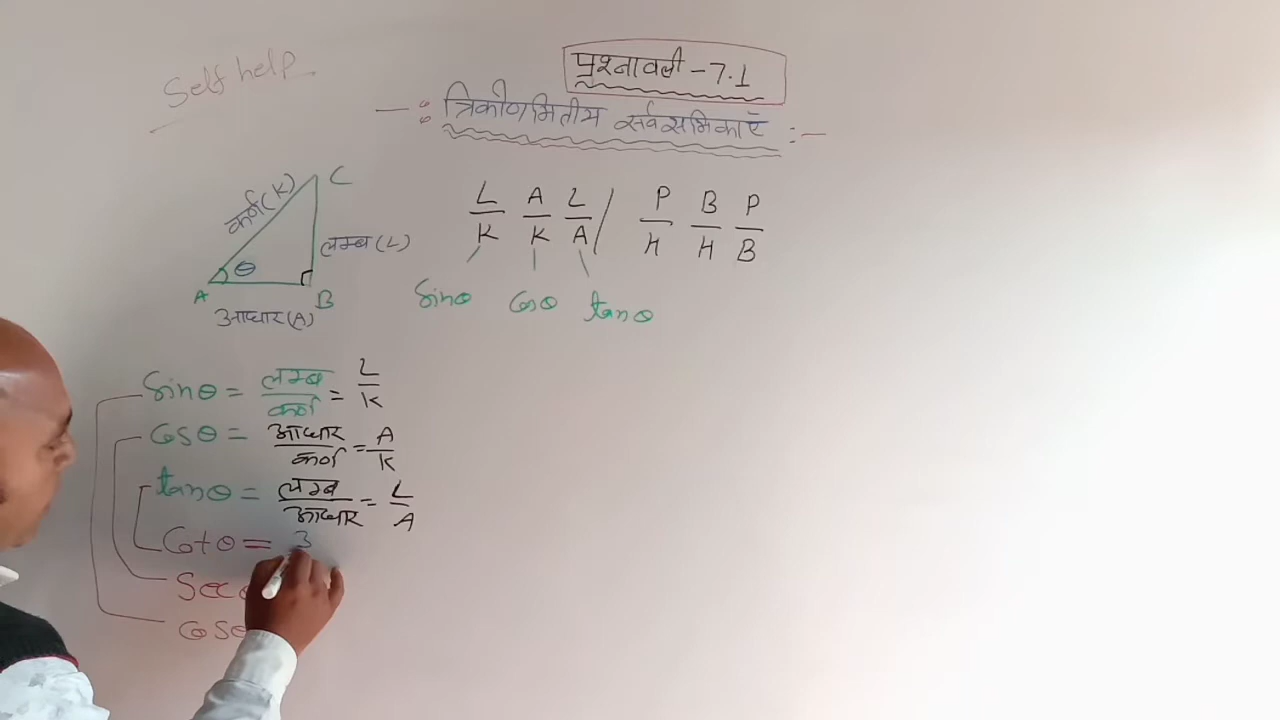 Self help
प्रश्नावली - 7.1
-: त्रिकोणमितीय सर्वसमिकाएँ :-
C
कर्ण(K)
लम्ब(L)
θ
A
B
आधार(A)
L/K A/K L/A / P/H B/H P/B
Sinθ Cosθ tanθ
Sinθ = लम्ब/कर्ण = L/K
Cosθ = आधार/कर्ण = A/K
tanθ = लम्ब/आधार = L/A
Cotθ =